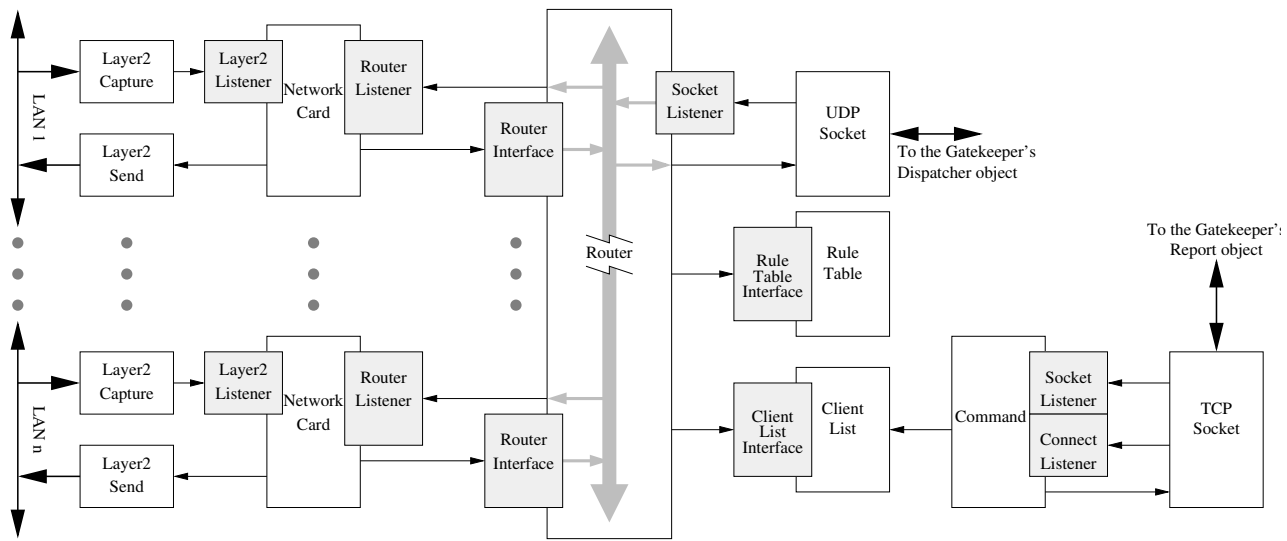 LAN 1
Layer2
Capture
Layer2
Listener
Network
Card
Router
Listener
Layer2
Send
Router
Interface
Socket
Listener
UDP
Socket
To the Gatekeeper's
Dispatcher object
Router
Rule
Table
Interface
Rule
Table
To the Gatekeeper's
Report object
LAN n
Layer2
Capture
Layer2
Listener
Network
Card
Router
Listener
Layer2
Send
Router
Interface
Client
List
Interface
Client
List
Command
Socket
Listener
Connect
Listener
TCP
Socket